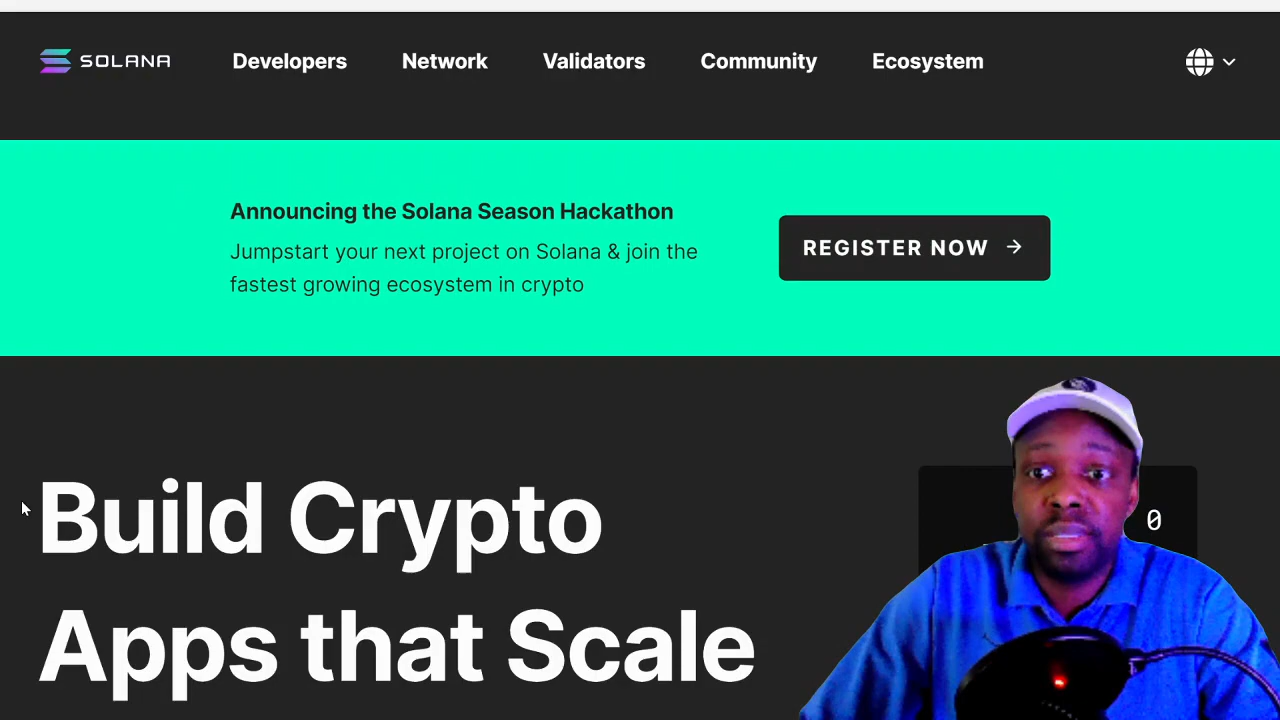 SOLANA
Developers
Network
Validators
Community
Ecosystem
Announcing the Solana Season Hackathon
Jumpstart your next project on Solana & join the
fastest growing ecosystem in crypto
REGISTER NOW →
0
Build Crypto
Apps that Scale